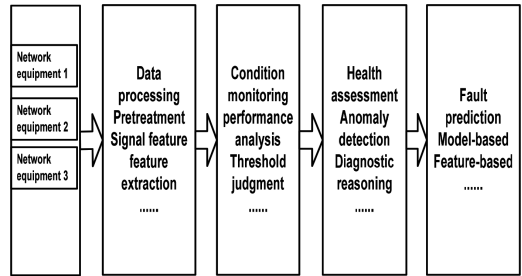 Network
equipment 1
Network
equipment 2
Network
equipment 3
Data
processing
Pretreatment
Signal feature
feature
extraction
......
Condition
monitoring
performance
analysis
Threshold
judgment
......
Health
assessment
Anomaly
detection
Diagnostic
reasoning
......
Fault
prediction
Model-based
Feature-based
......